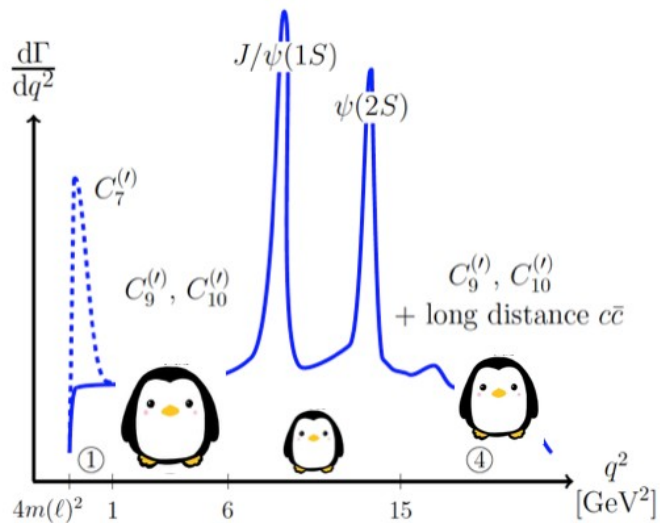 dΓ
dq²
J/ψ(1S)
ψ(2S)
C₇⁽′⁾
C₉⁽′⁾, C₁₀⁽′⁾
C₉⁽′⁾, C₁₀⁽′⁾
+ long distance cc̄
①
④
4m(ℓ)²
1
6
15
q²
[GeV²]